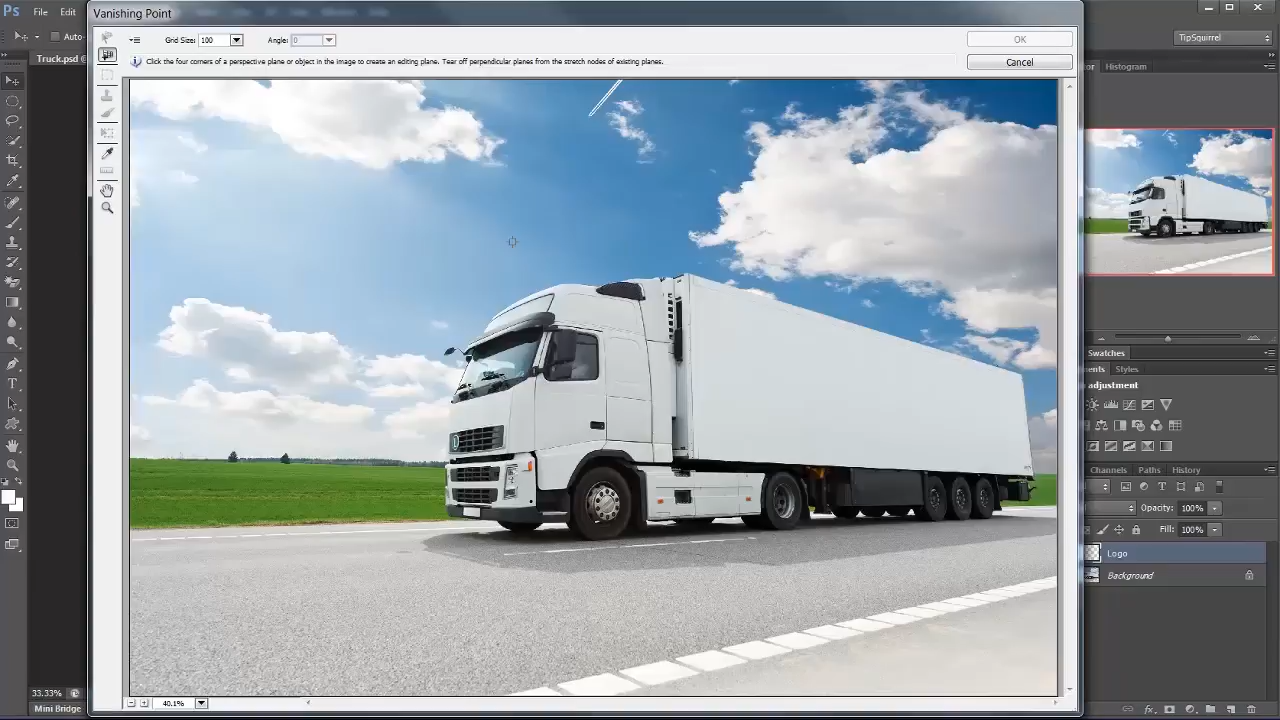 Ps File Edit
Vanishing Point
Auto-
Grid Size: 100 Angle: 0 OK
TipSquirrel
Truck.psd @
Click the four corners of a perspective plane or object in the image to create an editing plane. Tear off perpendicular planes from the stretch nodes of existing planes.
Cancel
or Histogram
Swatches
ents Styles
adjustment
Channels Paths History
Opacity: 100%
Fill: 100%
Logo
Background
33.33%
40.1%
Mini Bridge